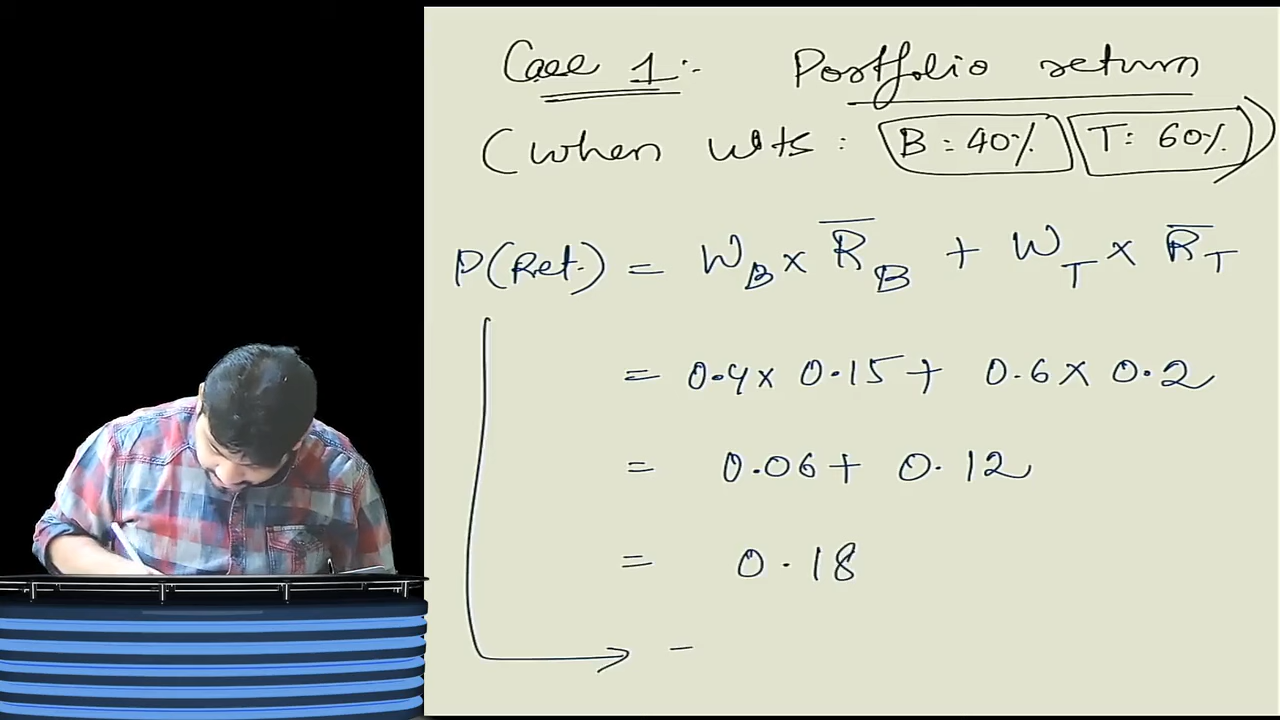 Case 1:- Portfolio return
(when wts: B: 40% T: 60%)
P(Ret.) = W_B × R̅_B + W_T × R̅_T
= 0.4 × 0.15 + 0.6 × 0.2
= 0.06 + 0.12
= 0.18